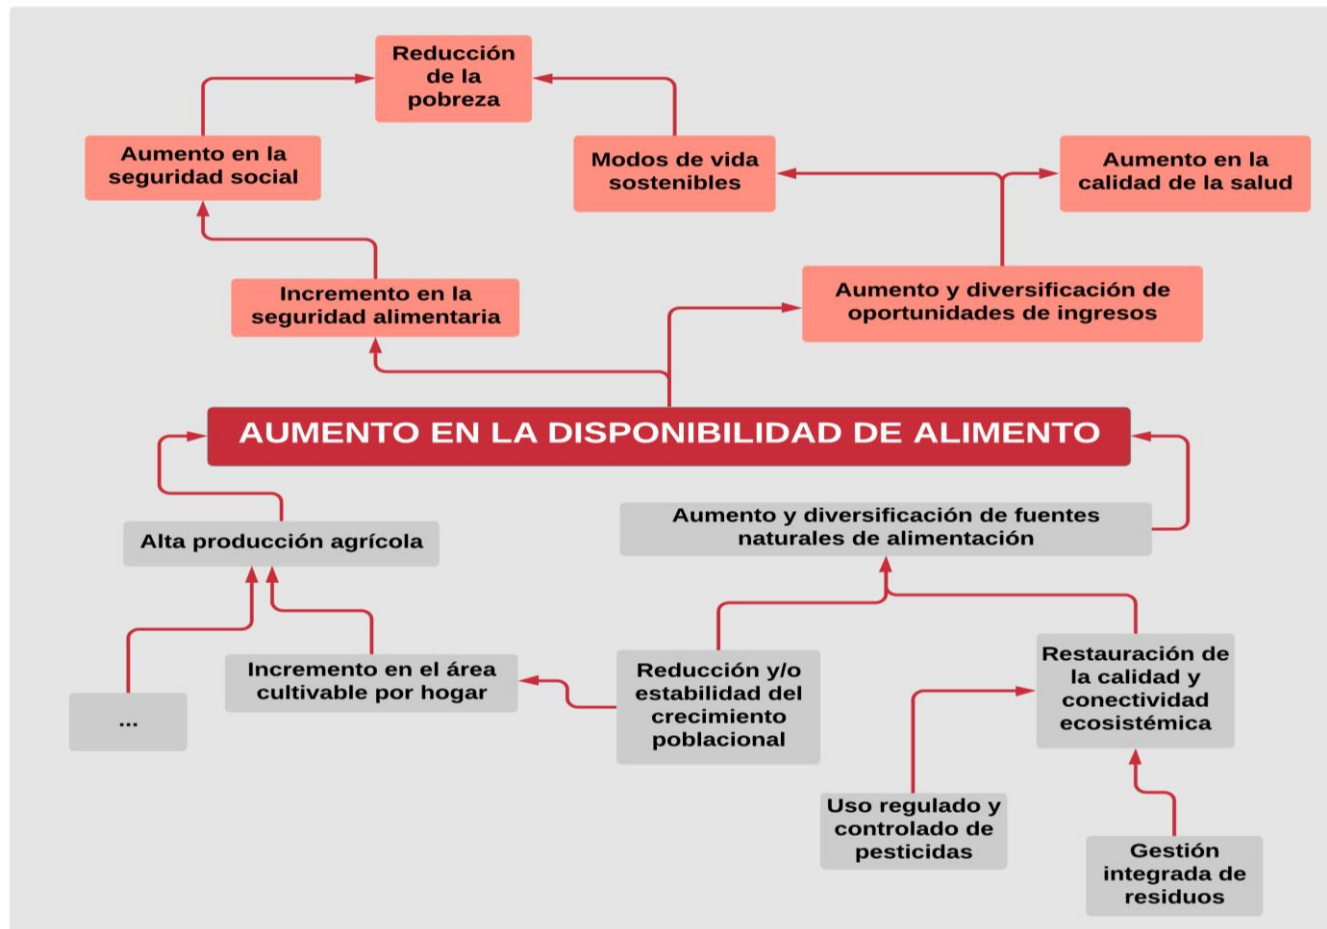 Reducción
de la
pobreza
Aumento en la
seguridad social
Modos de vida
sostenibles
Aumento en la
calidad de la salud
Incremento en la
seguridad alimentaria
Aumento y diversificación de
oportunidades de ingresos
AUMENTO EN LA DISPONIBILIDAD DE ALIMENTO
Alta producción agrícola
Aumento y diversificación de fuentes
naturales de alimentación
...
Incremento en el área
cultivable por hogar
Reducción y/o
estabilidad del
crecimiento
poblacional
Restauración de
la calidad y
conectividad
ecosistémica
Uso regulado y
controlado de
pesticidas
Gestión
integrada de
residuos